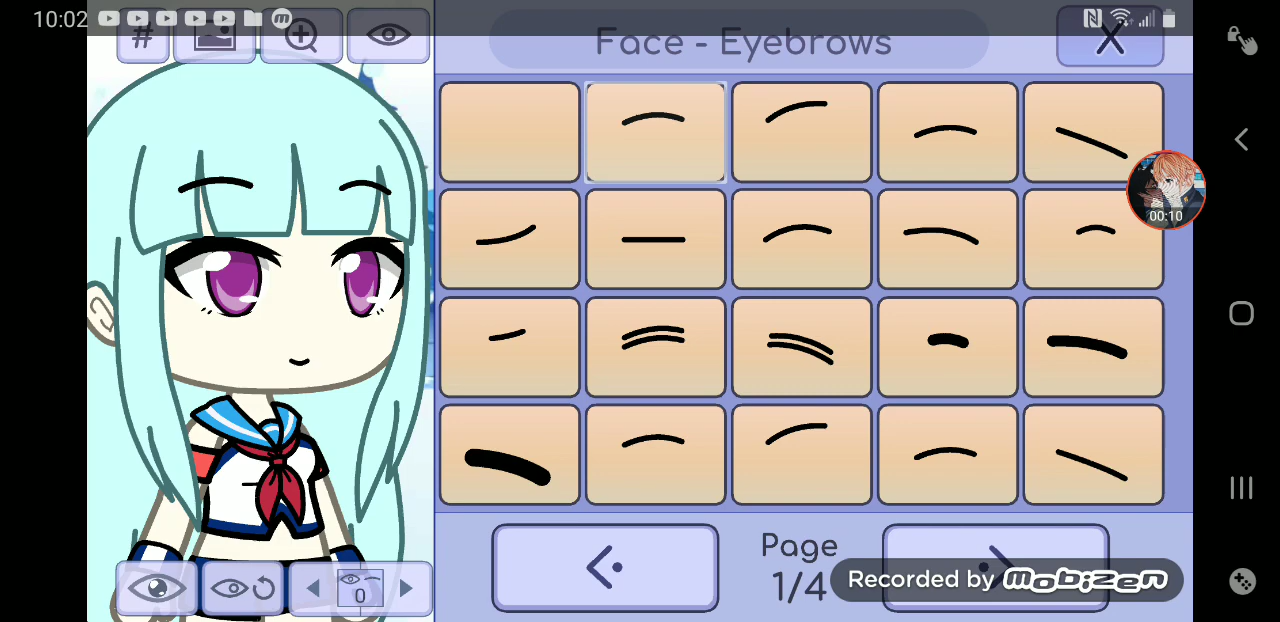 10:02
#
Face - Eyebrows
X
00:10
0
Page
1/4
Recorded by mobizen